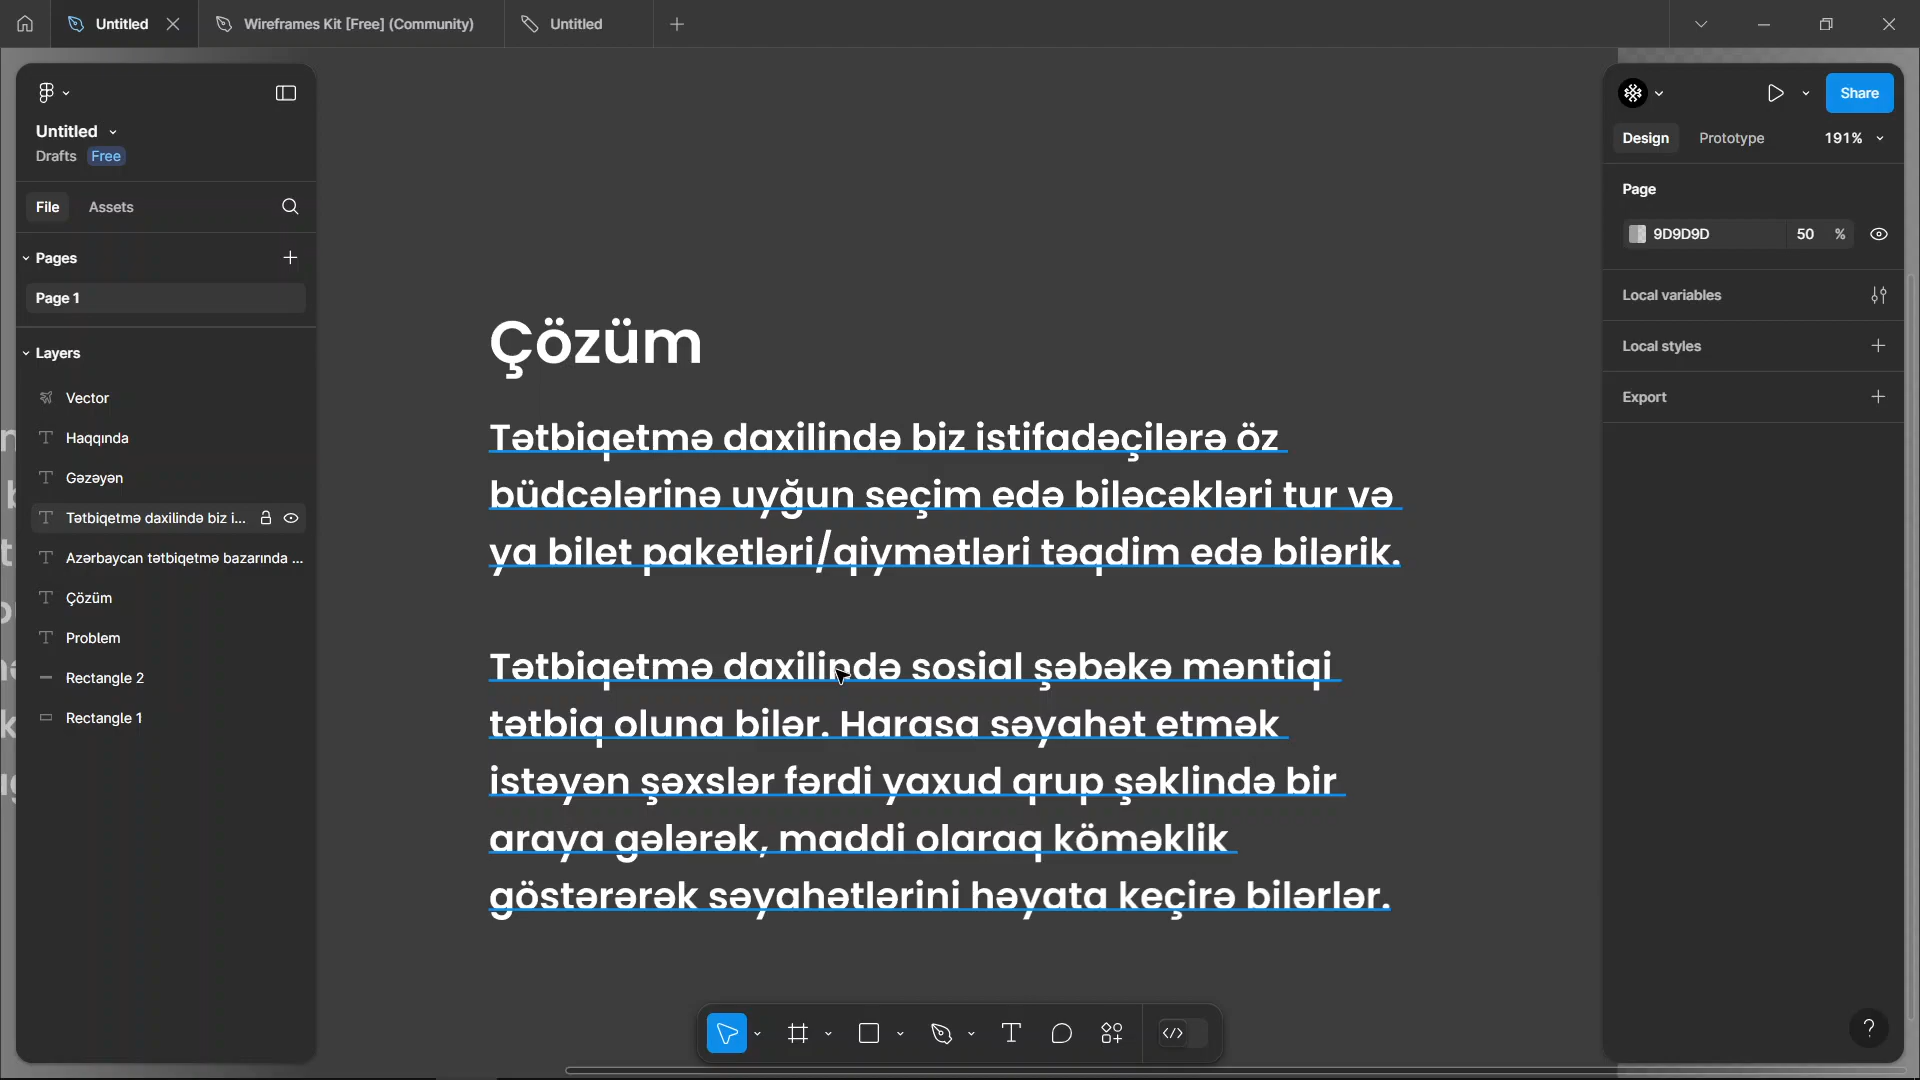 Untitled
Wireframes Kit [Free] (Community)
Untitled
Untitled
Drafts Free
File Assets
Pages
Page 1
Layers
Vector
Haqqında
Gəzəyən
Tətbiqetmə daxilində biz i...
Azərbaycan tətbiqetmə bazarında ...
Çözüm
Problem
Rectangle 2
Rectangle 1
Çözüm
Tətbiqetmə daxilində biz istifadəçilərə öz
büdcələrinə uyğun seçim edə biləcəkləri tur və
ya bilet paketləri/qiymətləri təqdim edə bilərik.
Tətbiqetmə daxilində sosial şəbəkə məntiqi
tətbiq oluna bilər. Harasa səyahət etmək
istəyən şəxslər fərdi yaxud qrup şəklində bir
araya gələrək, maddi olaraq köməklik
göstərərək səyahətlərini həyata keçirə bilərlər.
Share
Design Prototype 191%
Page
9D9D9D 50 %
Local variables
Local styles
Export
?